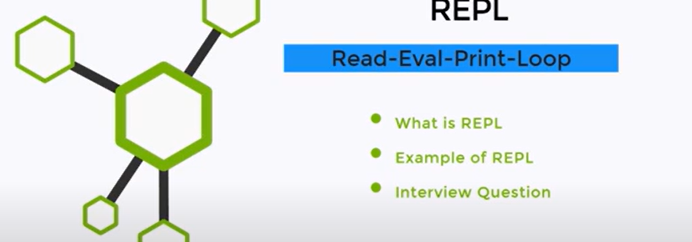 REPL
Read-Eval-Print-Loop
What is REPL
Example of REPL
Interview Question